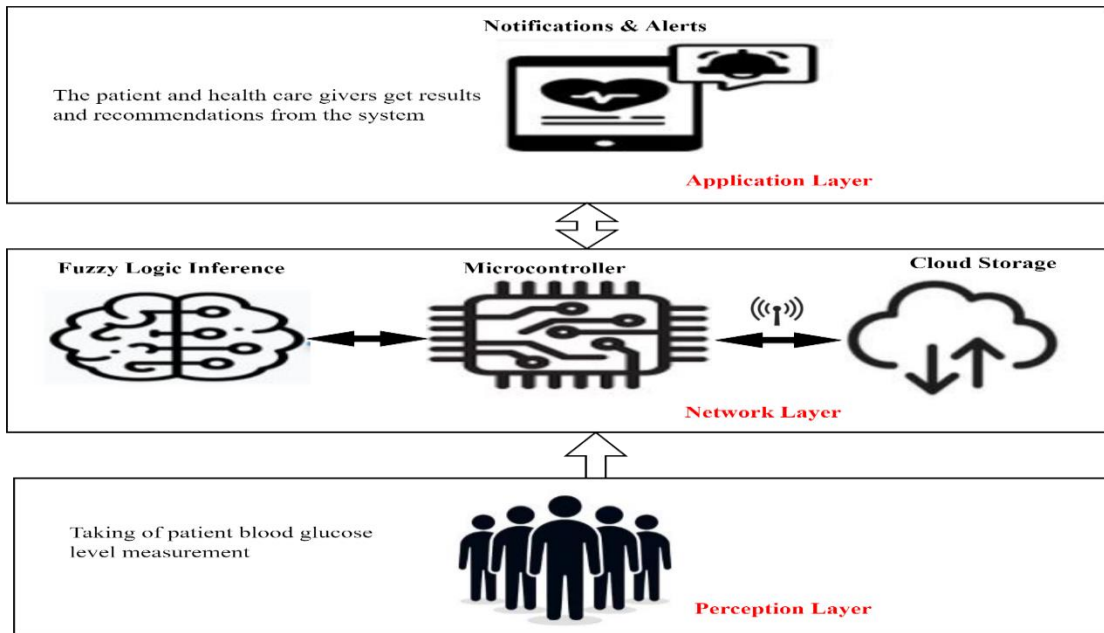 Notifications & Alerts
The patient and health care givers get results
and recommendations from the system
Application Layer
Fuzzy Logic Inference
Microcontroller
Cloud Storage
Network Layer
Taking of patient blood glucose
level measurement
Perception Layer